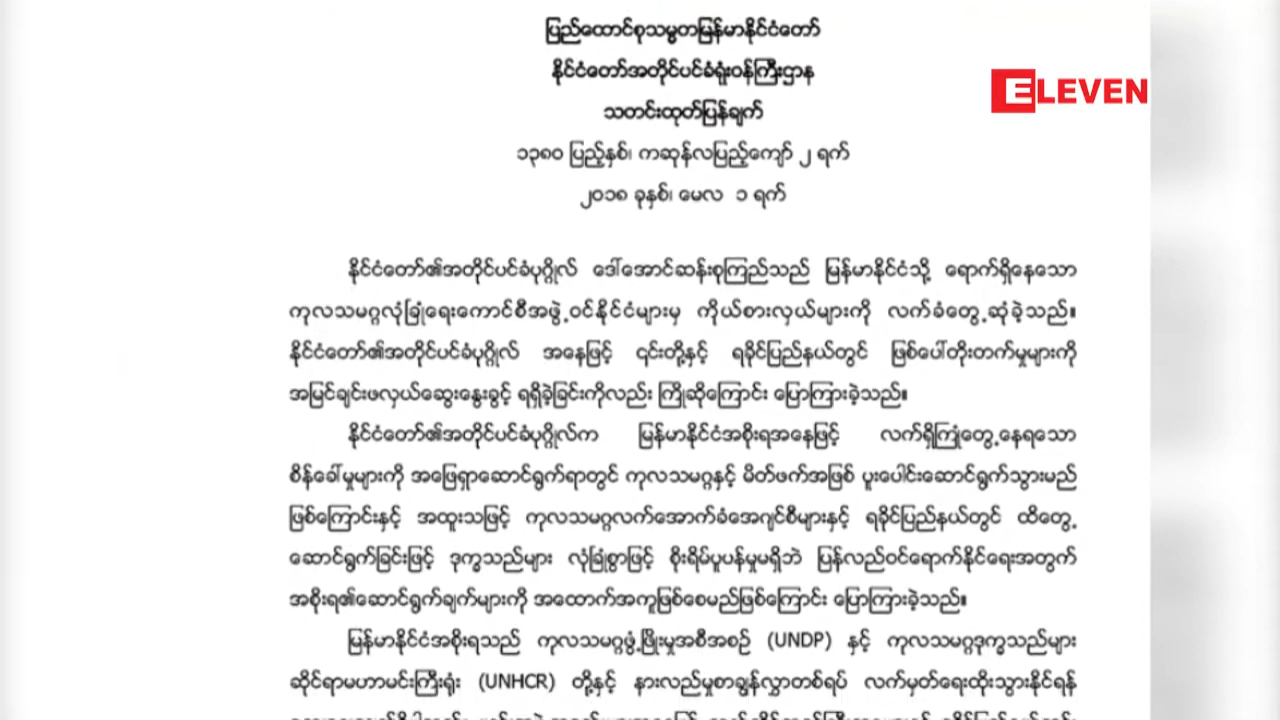 ပြည်ထောင်စုသမ္မတမြန်မာနိုင်ငံတော်
နိုင်ငံတော်အတိုင်ပင်ခံရုံးဝန်ကြီးဌာန
သတင်းထုတ်ပြန်ချက်
၁၃၈၀ ပြည့်နှစ်၊ ကဆုန်လပြည့်ကျော် ၂ ရက်
၂၀၁၈ ခုနှစ်၊ မေလ ၁ ရက်
ELEVEN
နိုင်ငံတော်၏အတိုင်ပင်ခံပုဂ္ဂိုလ် ဒေါ်အောင်ဆန်းစုကြည်သည် မြန်မာနိုင်ငံသို့ ရောက်ရှိနေသော
ကုလသမဂ္ဂလုံခြုံရေးကောင်စီအဖွဲ့ဝင်နိုင်ငံများမှ ကိုယ်စားလှယ်များကို လက်ခံတွေ့ဆုံခဲ့သည်။
နိုင်ငံတော်၏အတိုင်ပင်ခံပုဂ္ဂိုလ် အနေဖြင့် ၎င်းတို့နှင့် ရခိုင်ပြည်နယ်တွင် ဖြစ်ပေါ်တိုးတက်မှုများကို
အမြင်ချင်းဖလှယ်ဆွေးနွေးခွင့် ရရှိခဲ့ခြင်းကိုလည်း ကြိုဆိုကြောင်း ပြောကြားခဲ့သည်။
နိုင်ငံတော်၏အတိုင်ပင်ခံပုဂ္ဂိုလ်က မြန်မာနိုင်ငံအစိုးရအနေဖြင့် လက်ရှိကြုံတွေ့နေရသော
စိန်ခေါ်မှုများကို အဖြေရှာဆောင်ရွက်ရာတွင် ကုလသမဂ္ဂနှင့် မိတ်ဖက်အဖြစ် ပူးပေါင်းဆောင်ရွက်သွားမည်
ဖြစ်ကြောင်းနှင့် အထူးသဖြင့် ကုလသမဂ္ဂလက်အောက်ခံအေဂျင်စီများနှင့် ရခိုင်ပြည်နယ်တွင် ထိတွေ့
ဆောင်ရွက်ခြင်းဖြင့် ဒုက္ခသည်များ လုံခြုံစွာဖြင့် စိုးရိမ်ပူပန်မှုမရှိဘဲ ပြန်လည်ဝင်ရောက်နိုင်ရေးအတွက်
အစိုးရ၏ဆောင်ရွက်ချက်များကို အထောက်အကူဖြစ်စေမည်ဖြစ်ကြောင်း ပြောကြားခဲ့သည်။
မြန်မာနိုင်ငံအစိုးရသည် ကုလသမဂ္ဂဖွံ့ဖြိုးမှုအစီအစဉ် (UNDP) နှင့် ကုလသမဂ္ဂဒုက္ခသည်များ
ဆိုင်ရာမဟာမင်းကြီးရုံး (UNHCR) တို့နှင့် နားလည်မှုစာချွန်လွှာတစ်ရပ် လက်မှတ်ရေးထိုးသွားနိုင်ရန်